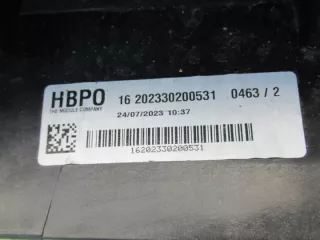 HBPO 16 202330200531 0463 / 2
THE MODULE COMPANY
24/07/2023 10:37
16202330200531